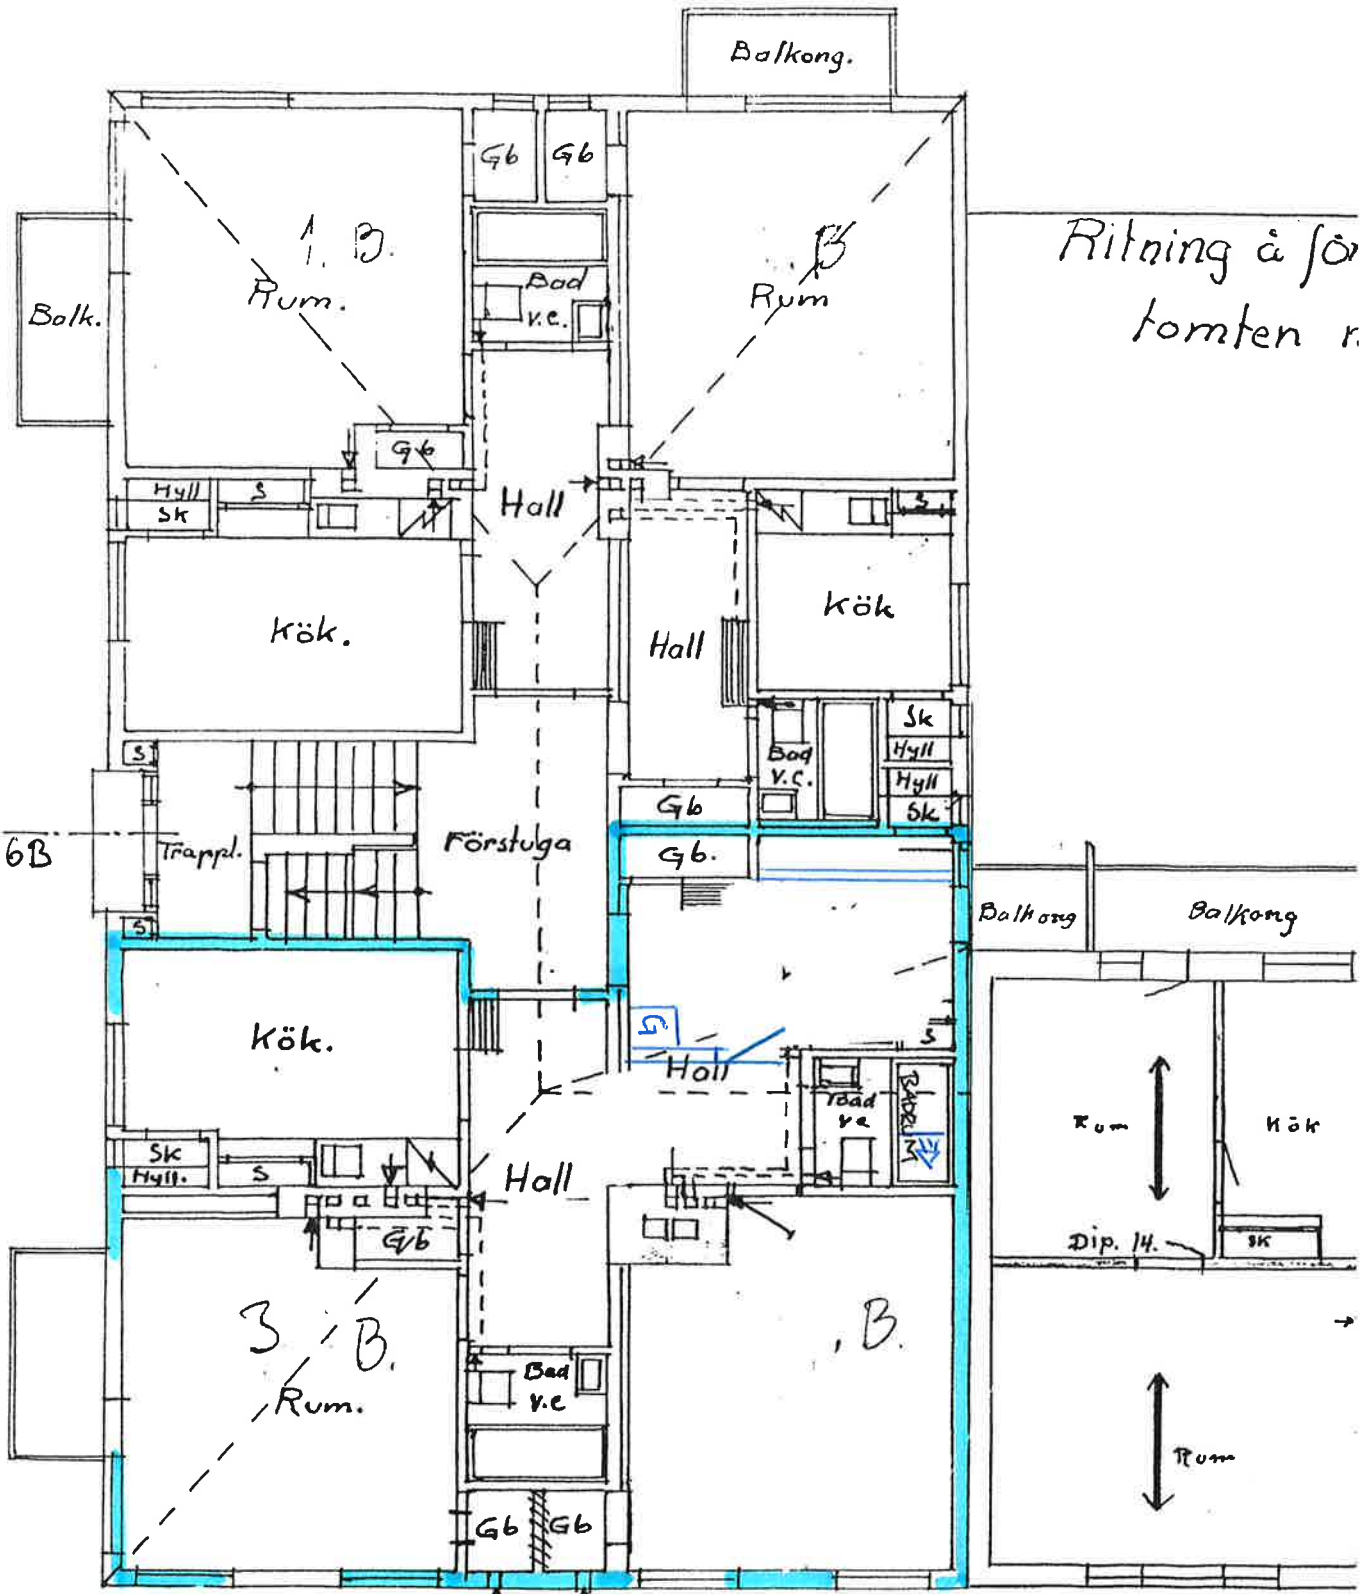 Balkong.
Gb
Gb
1. B.
Rum.
Bad
v.c.
B
Rum
Ritning å för
tomten
Balk.
Gb
Hyll
Sk
S
Hall
S
Kök.
Hall
Kök
S
Sk
Hyll
Hyll
Sk
Bad
V.C.
Gb
6B
Trappl.
Förstuga
Gb.
S
Balkong
Balkong
Kök.
G
Hall
S
Bad
vc
BADRUM
Rum
Kök
Sk
Hyll.
S
Hall
Gb
Dip. 14.
SK
3 B.
Rum.
, B.
Bad
v.c
Rum
Gb
Gb